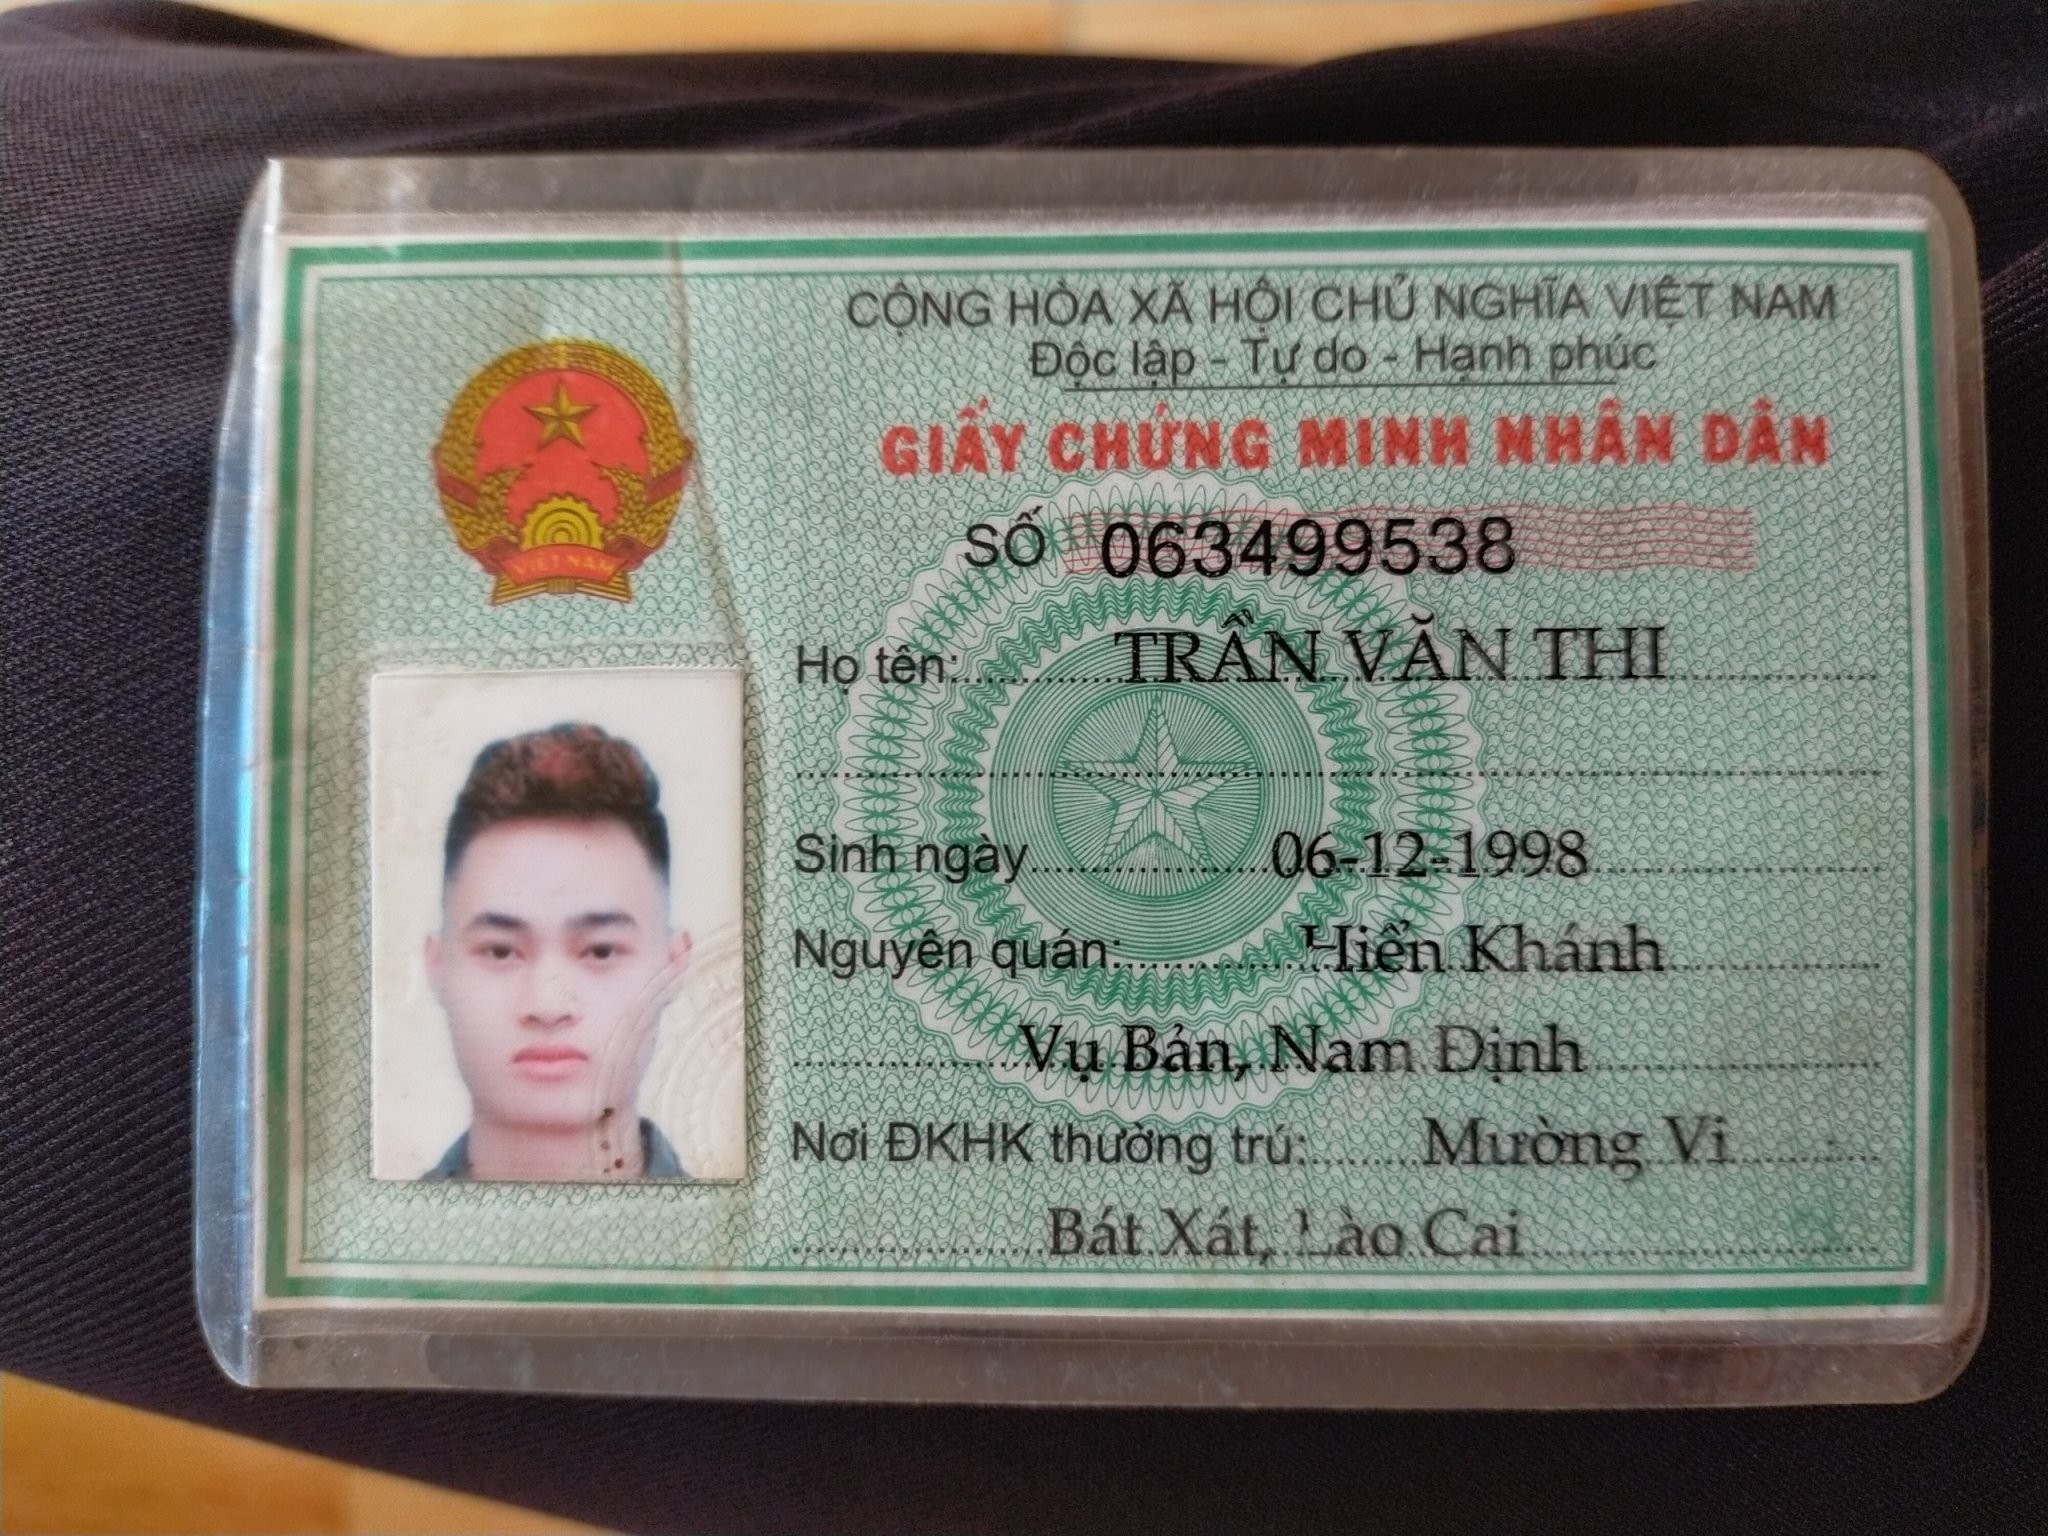 CỘNG HÒA XÃ HỘI CHỦ NGHĨA VIỆT NAM
Độc lập - Tự do - Hạnh phúc
GIẤY CHỨNG MINH NHÂN DÂN
SỐ 063499538
Họ tên: TRẦN VĂN THI
Sinh ngày 06-12-1998
Nguyên quán: Hiển Khánh
Vụ Bản, Nam Định
Nơi ĐKHK thường trú: Mường Vi
Bát Xát, Lào Cai
VIỆT NAM